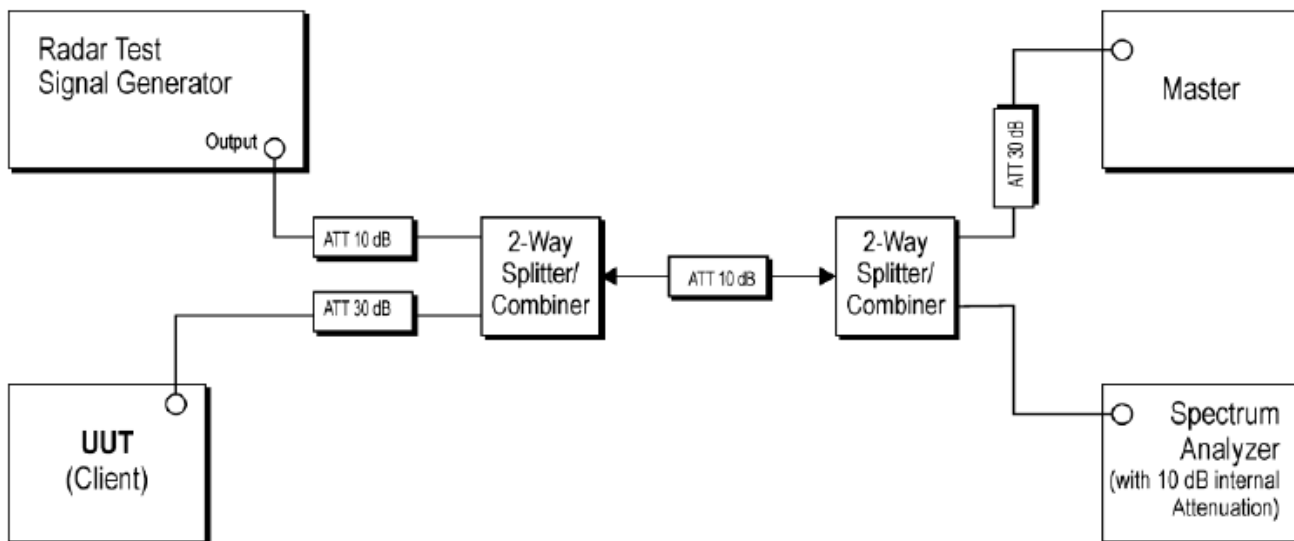 Radar Test
Signal Generator
Output
Master
ATT 30 dB
ATT 10 dB
2-Way
Splitter/
Combiner
ATT 10 dB
2-Way
Splitter/
Combiner
ATT 30 dB
UUT
(Client)
Spectrum
Analyzer
(with 10 dB internal
Attenuation)